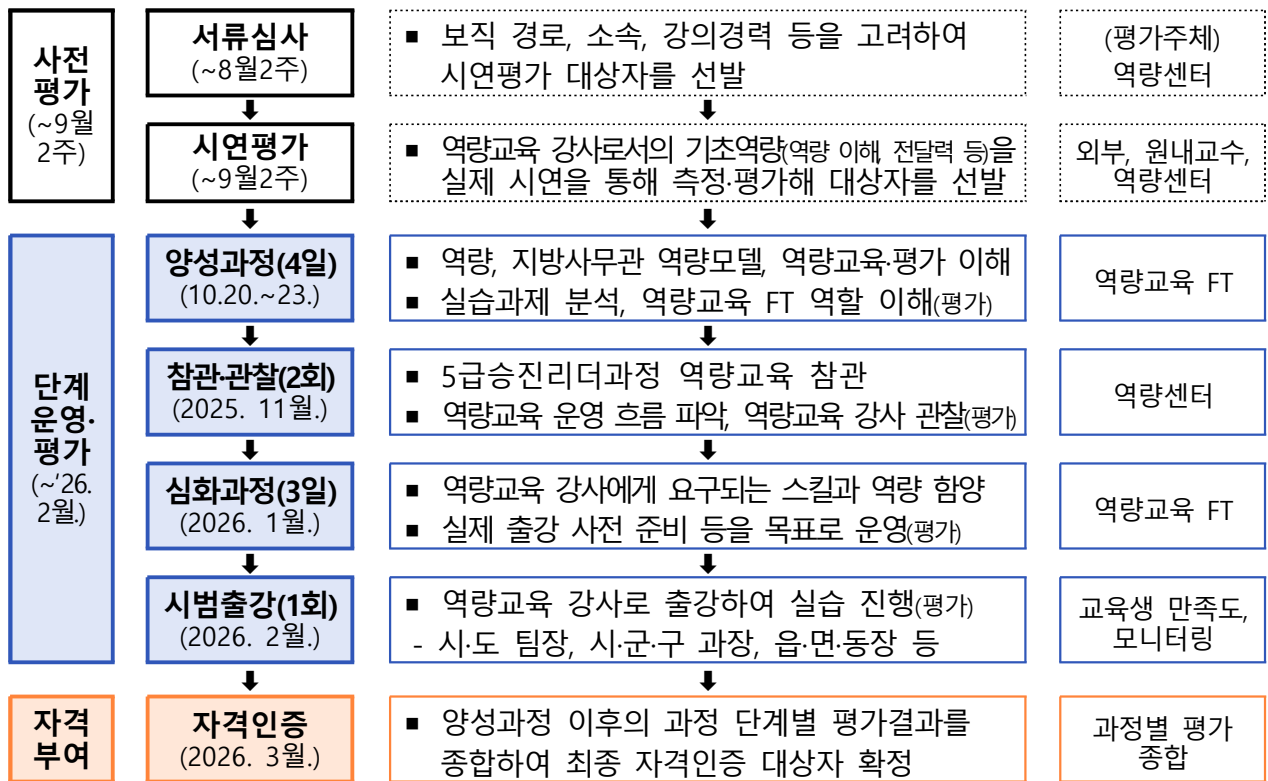 사전
평가
(~9월
2주)
서류심사
(~8월2주)
▪ 보직 경로, 소속, 강의경력 등을 고려하여
시연평가 대상자를 선발
(평가주체)
역량센터
시연평가
(~9월2주)
▪ 역량교육 강사로서의 기초역량(역량 이해, 전달력 등)을
실제 시연을 통해 측정·평가해 대상자를 선발
외부, 원내교수,
역량센터
단계
운영·
평가
(~'26.
2월.)
양성과정(4일)
(10.20.~23.)
▪ 역량, 지방사무관 역량모델, 역량교육·평가 이해
▪ 실습과제 분석, 역량교육 FT 역할 이해(평가)
역량교육 FT
참관·관찰(2회)
(2025. 11월.)
▪ 5급승진리더과정 역량교육 참관
▪ 역량교육 운영 흐름 파악, 역량교육 강사 관찰(평가)
역량센터
심화과정(3일)
(2026. 1월.)
▪ 역량교육 강사에게 요구되는 스킬과 역량 함양
▪ 실제 출강 사전 준비 등을 목표로 운영(평가)
역량교육 FT
시범출강(1회)
(2026. 2월.)
▪ 역량교육 강사로 출강하여 실습 진행(평가)
- 시·도 팀장, 시·군·구 과장, 읍·면·동장 등
교육생 만족도,
모니터링
자격
부여
자격인증
(2026. 3월.)
▪ 양성과정 이후의 과정 단계별 평가결과를
종합하여 최종 자격인증 대상자 확정
과정별 평가
종합